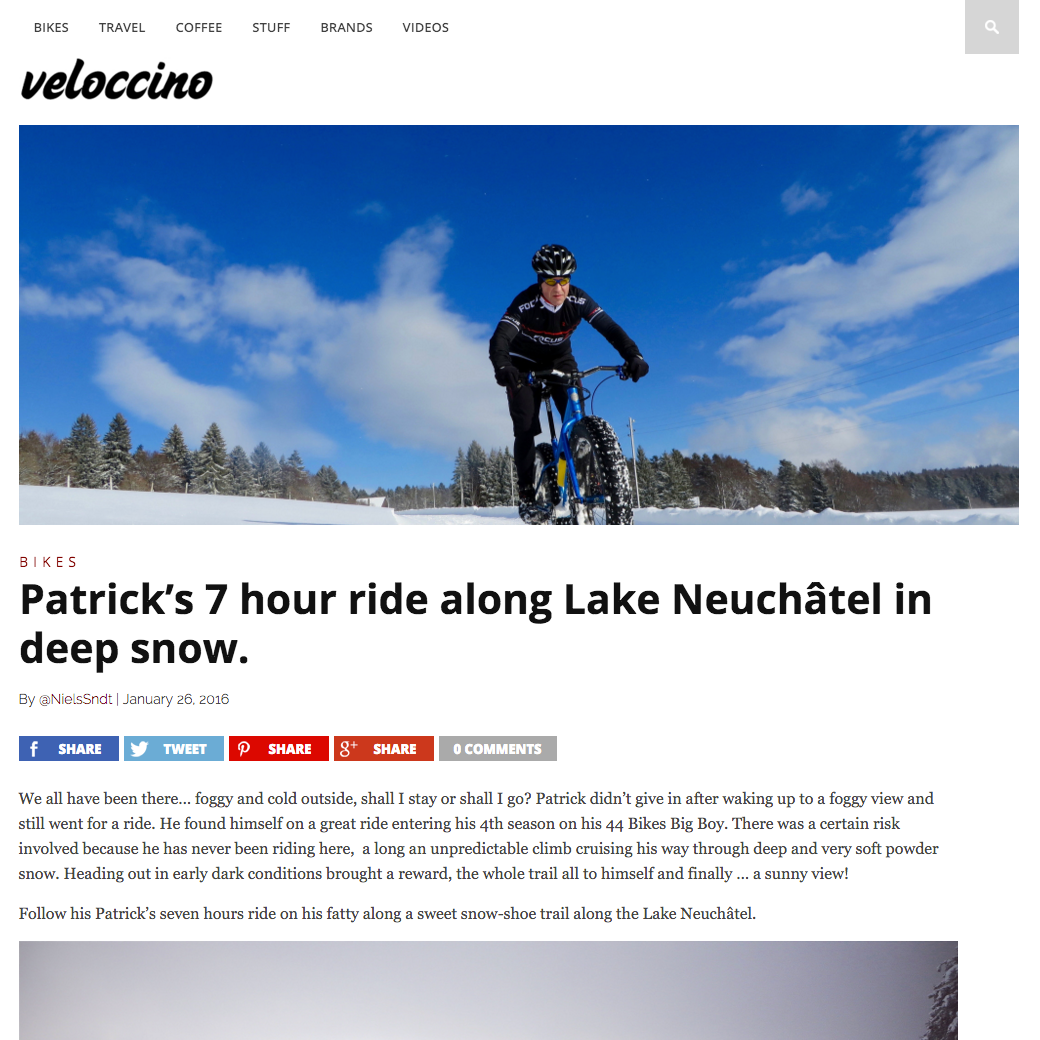 BIKES TRAVEL COFFEE STUFF BRANDS VIDEOS
veloccino
FOCUS
FOCUS
BIKES
Patrick’s 7 hour ride along Lake Neuchâtel in
deep snow.
By @NielsSndt | January 26, 2016
f SHARE TWEET SHARE g+ SHARE 0 COMMENTS
We all have been there... foggy and cold outside, shall I stay or shall I go? Patrick didn’t give in after waking up to a foggy view and
still went for a ride. He found himself on a great ride entering his 4th season on his 44 Bikes Big Boy. There was a certain risk
involved because he has never been riding here,  a long an unpredictable climb cruising his way through deep and very soft powder
snow. Heading out in early dark conditions brought a reward, the whole trail all to himself and finally ... a sunny view!
Follow his Patrick’s seven hours ride on his fatty along a sweet snow-shoe trail along the Lake Neuchâtel.